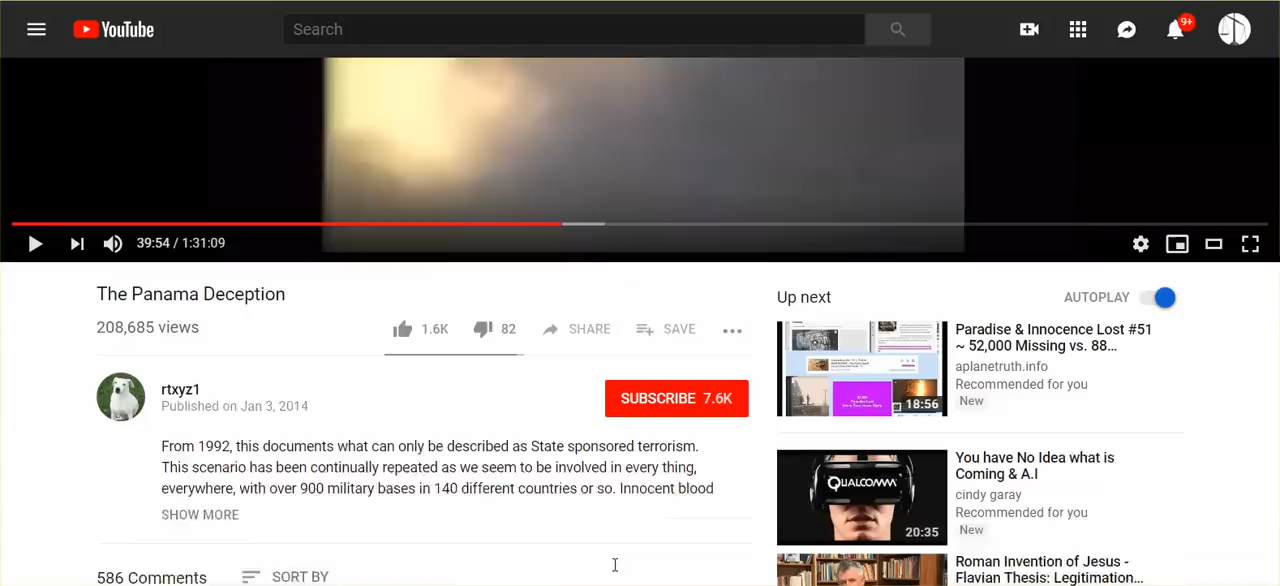 YouTube
Search
9+
39:54 / 1:31:09
The Panama Deception
208,685 views
1.6K
82
SHARE
SAVE
rtxyz1
Published on Jan 3, 2014
SUBSCRIBE 7.6K
From 1992, this documents what can only be described as State sponsored terrorism.
This scenario has been continually repeated as we seem to be involved in every thing,
everywhere, with over 900 military bases in 140 different countries or so. Innocent blood
SHOW MORE
586 Comments
SORT BY
Up next
AUTOPLAY
18:56
Paradise & Innocence Lost #51
~ 52,000 Missing vs. 88...
aplanetruth.info
Recommended for you
New
QUALCOMM
20:35
You have No Idea what is
Coming & A.I
cindy garay
Recommended for you
New
Roman Invention of Jesus -
Flavian Thesis: Legitimation...